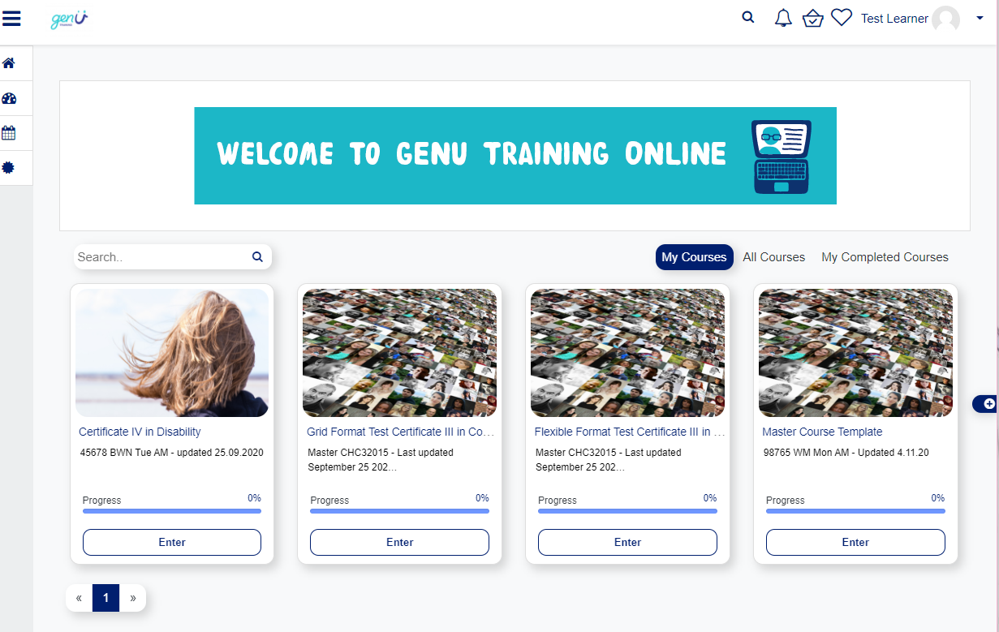 genU
TRAINING
Test Learner
WELCOME TO GENU TRAINING ONLINE
Search..
My Courses
All Courses
My Completed Courses
Certificate IV in Disability
45678 BWN Tue AM - updated 25.09.2020
Progress
0%
Enter
Grid Format Test Certificate III in Co...
Master CHC32015 - Last updated
September 25 202...
Progress
0%
Enter
Flexible Format Test Certificate III in ...
Master CHC32015 - Last updated
September 25 202...
Progress
0%
Enter
Master Course Template
98765 WM Mon AM - Updated 4.11.20
Progress
0%
Enter
« 1 »